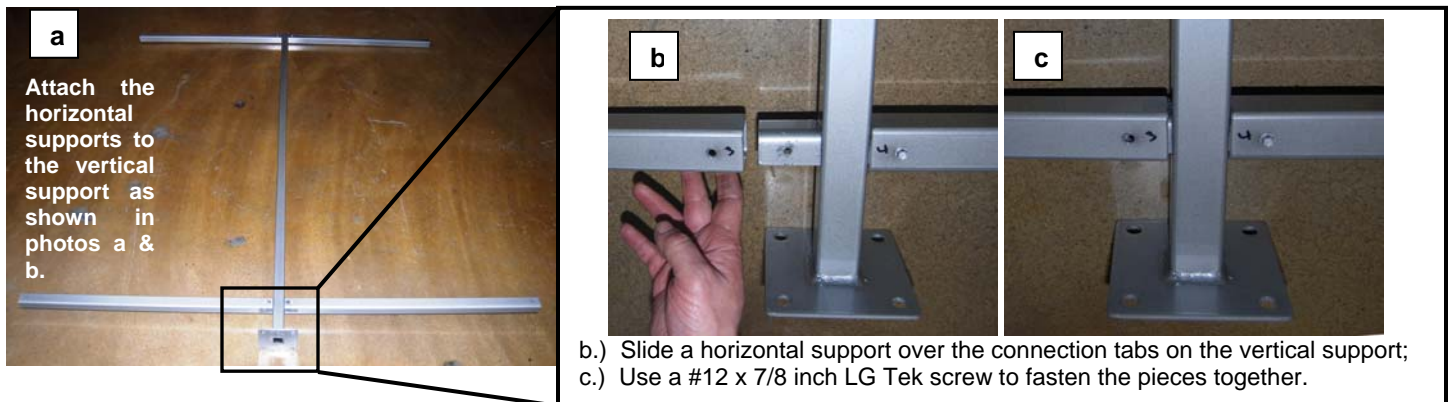 a
Attach the
horizontal
supports to
the vertical
support as
shown in
photos a &
b.
b
c
b.) Slide a horizontal support over the connection tabs on the vertical support;
c.) Use a #12 x 7/8 inch LG Tek screw to fasten the pieces together.